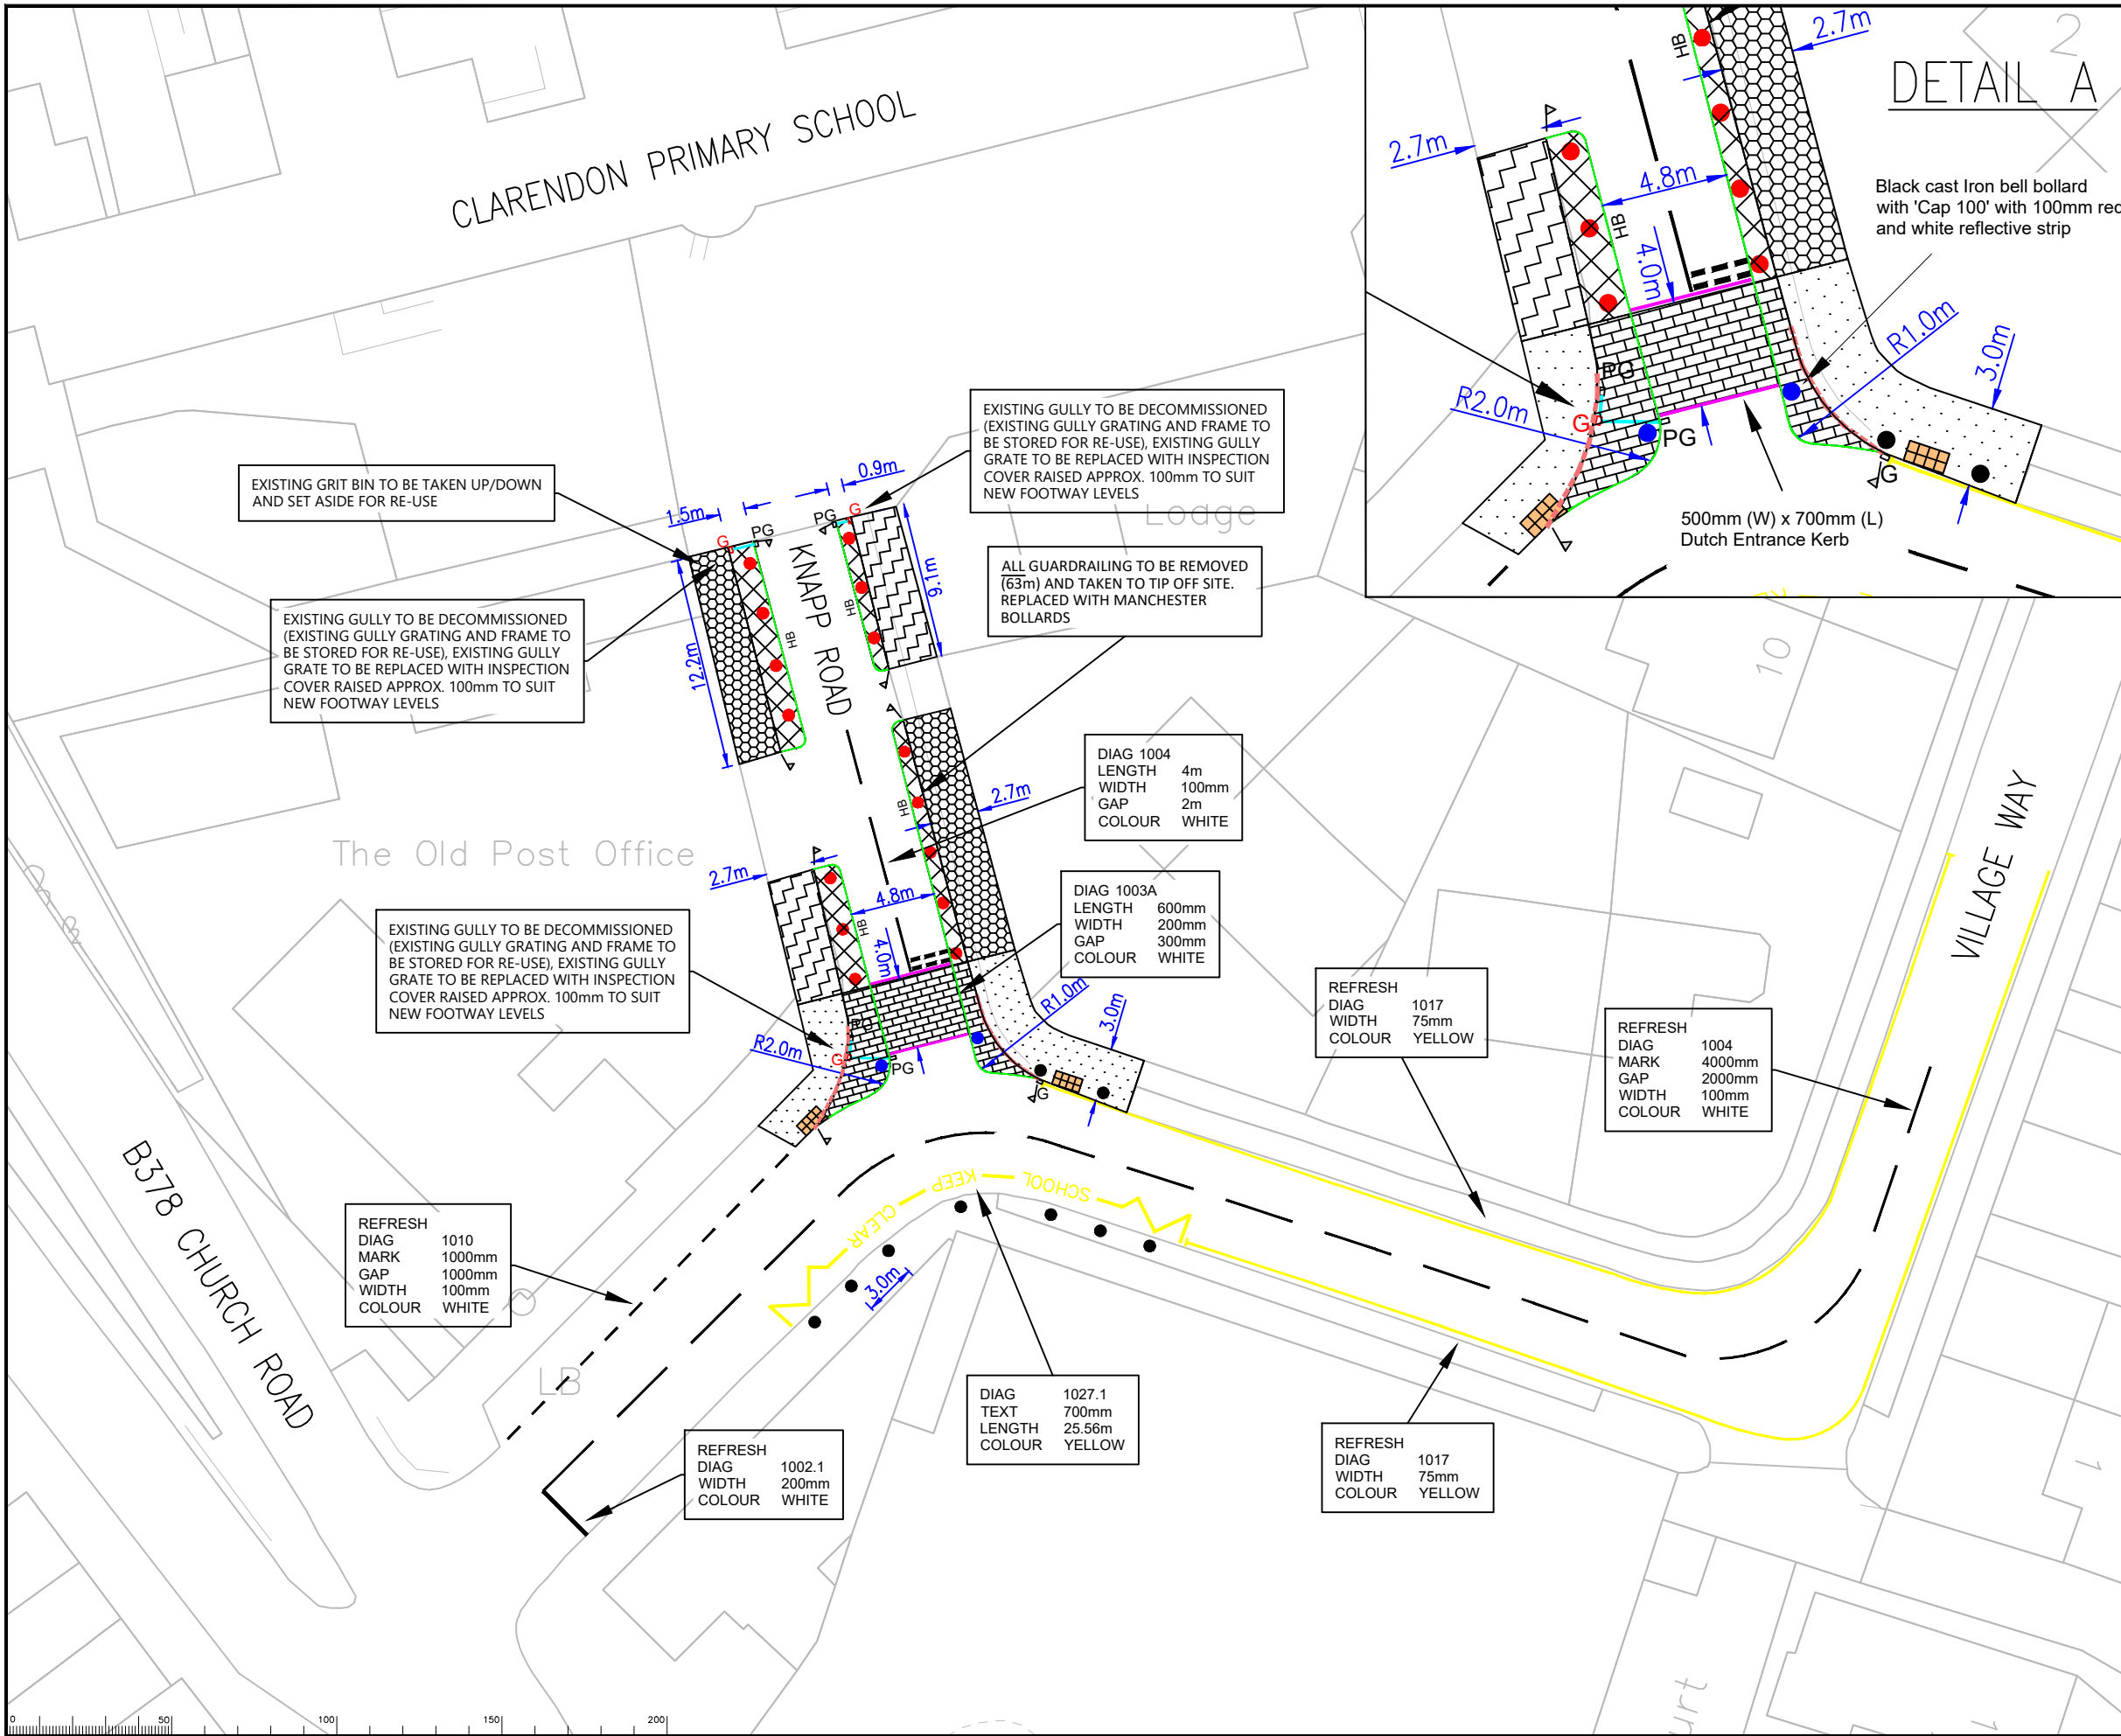 CLARENDON PRIMARY SCHOOL
2.7m
2
DETAIL A
HB
2.7m
4.8m
HB
4.0m
Black cast Iron bell bollard
with 'Cap 100' with 100mm red
and white reflective strip
R1.0m
3.0m
PG
R2.0m
G
PG
G
500mm (W) x 700mm (L)
Dutch Entrance Kerb
EXISTING GRIT BIN TO BE TAKEN UP/DOWN
AND SET ASIDE FOR RE-USE
EXISTING GULLY TO BE DECOMMISSIONED
(EXISTING GULLY GRATING AND FRAME TO
BE STORED FOR RE-USE), EXISTING GULLY
GRATE TO BE REPLACED WITH INSPECTION
COVER RAISED APPROX. 100mm TO SUIT
NEW FOOTWAY LEVELS
Lodge
0.9m
1.5m
PG
G
G
PG
KNAPP ROAD
HB
HB
9.1m
12.2m
EXISTING GULLY TO BE DECOMMISSIONED
(EXISTING GULLY GRATING AND FRAME TO
BE STORED FOR RE-USE), EXISTING GULLY
GRATE TO BE REPLACED WITH INSPECTION
COVER RAISED APPROX. 100mm TO SUIT
NEW FOOTWAY LEVELS
ALL GUARDRAILING TO BE REMOVED
(63m) AND TAKEN TO TIP OFF SITE.
REPLACED WITH MANCHESTER
BOLLARDS
10
DIAG 1004
LENGTH 4m
WIDTH 100mm
GAP 2m
COLOUR WHITE
HB
2.7m
The Old Post Office
2.7m
4.8m
HB
4.0m
DIAG 1003A
LENGTH 600mm
WIDTH 200mm
GAP 300mm
COLOUR WHITE
VILLAGE WAY
EXISTING GULLY TO BE DECOMMISSIONED
(EXISTING GULLY GRATING AND FRAME TO
BE STORED FOR RE-USE), EXISTING GULLY
GRATE TO BE REPLACED WITH INSPECTION
COVER RAISED APPROX. 100mm TO SUIT
NEW FOOTWAY LEVELS
R1.0m
3.0m
PG
R2.0m
G
PG
G
REFRESH
DIAG 1017
WIDTH 75mm
COLOUR YELLOW
REFRESH
DIAG 1004
MARK 4000mm
GAP 2000mm
WIDTH 100mm
COLOUR WHITE
B378 CHURCH ROAD
SCHOOL KEEP CLEAR
3.0m
REFRESH
DIAG 1010
MARK 1000mm
GAP 1000mm
WIDTH 100mm
COLOUR WHITE
LB
DIAG 1027.1
TEXT 700mm
LENGTH 25.56m
COLOUR YELLOW
REFRESH
DIAG 1002.1
WIDTH 200mm
COLOUR WHITE
REFRESH
DIAG 1017
WIDTH 75mm
COLOUR YELLOW
0 50 100 150 200